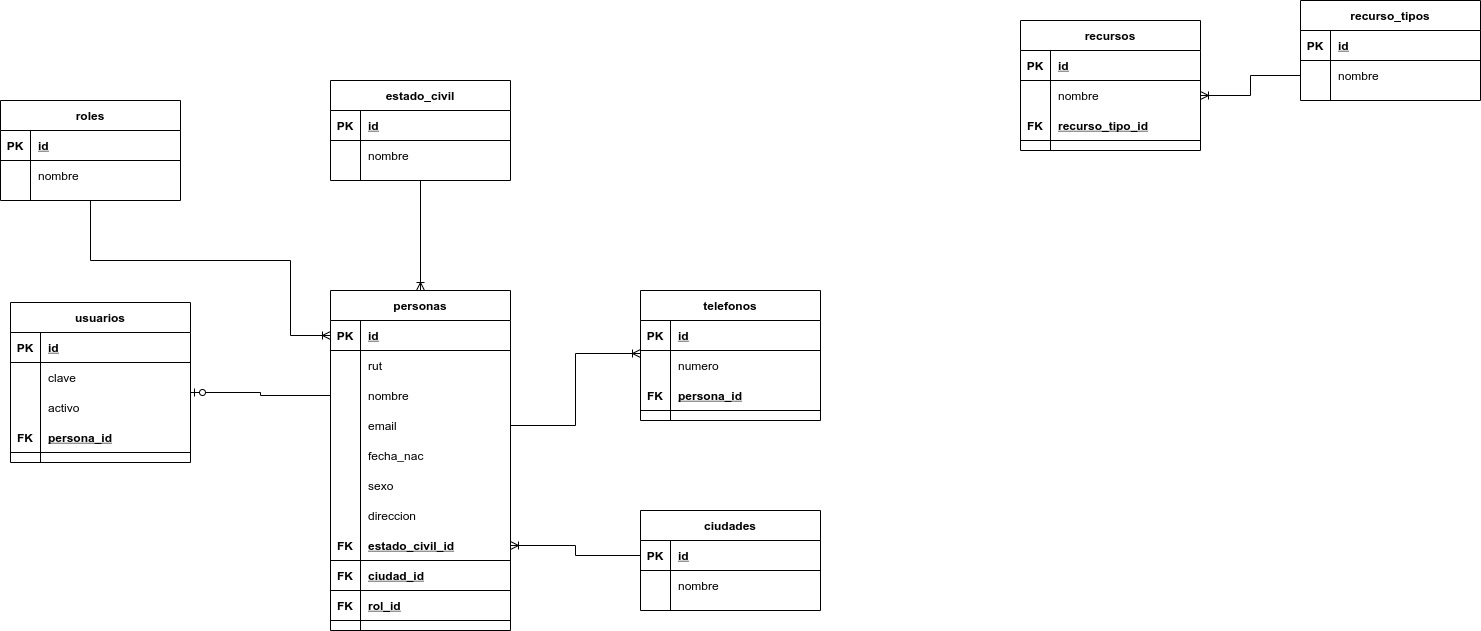 roles
PK id
nombre
estado_civil
PK id
nombre
recursos
PK id
nombre
FK recurso_tipo_id
recurso_tipos
PK id
nombre
usuarios
PK id
clave
activo
FK persona_id
personas
PK id
rut
nombre
email
fecha_nac
sexo
direccion
FK estado_civil_id
FK ciudad_id
FK rol_id
telefonos
PK id
numero
FK persona_id
ciudades
PK id
nombre